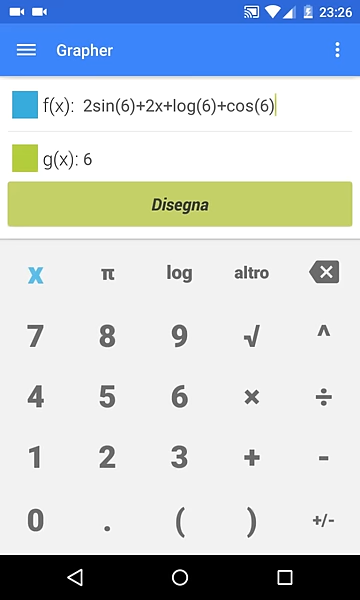 23:26
Grapher
f(x): 2sin(6)+2x+log(6)+cos(6)
g(x): 6
Disegna
x π log altro
7 8 9 √ ^
4 5 6 × ÷
1 2 3 + -
0 . ( ) +/-